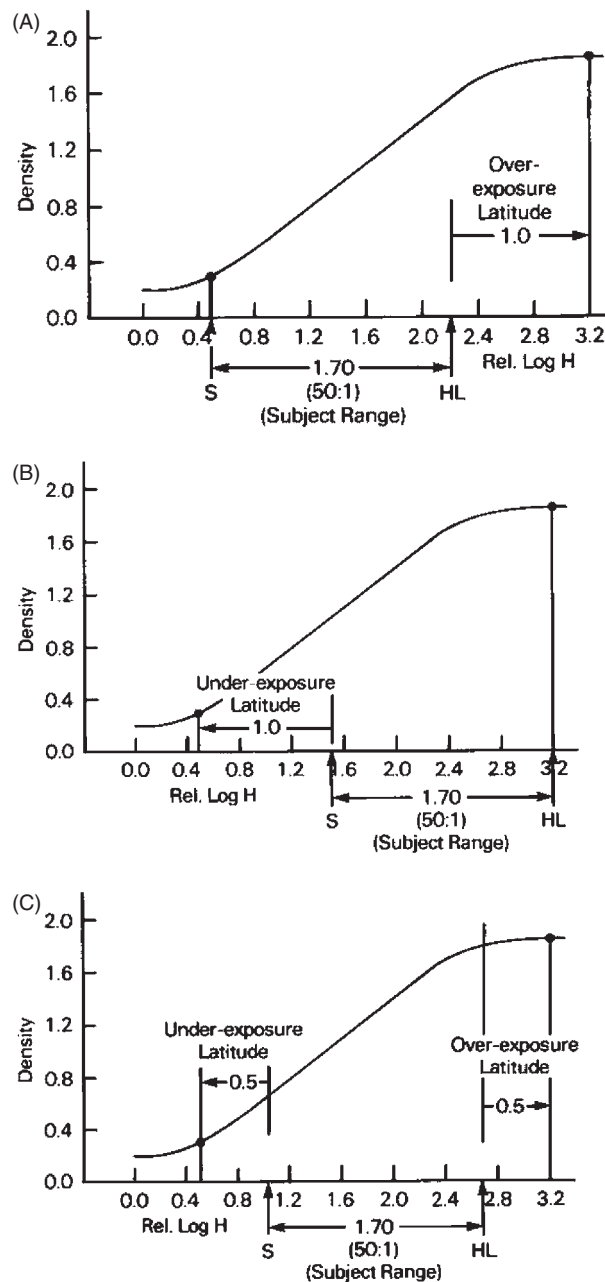 (A)
2.0
1.6
1.2
0.8
0.4
0.0
Density
Over-
exposure
Latitude
1.0
0.0 0.4 0.8 1.2 1.6 2.0 2.4 2.8 3.2
Rel. Log H
S
1.70
(50:1)
(Subject Range)
HL
(B)
2.0
1.6
1.2
0.8
0.4
0.0
Density
Under-exposure
Latitude
1.0
0.0 0.4 0.8 1.2 1.6 2.0 2.4 2.8 3.2
Rel. Log H
S
1.70
(50:1)
(Subject Range)
HL
(C)
2.0
1.6
1.2
0.8
0.4
0.0
Density
Under-exposure
Latitude
0.5
Over-exposure
Latitude
0.5
0.0 0.4 0.8 1.2 1.6 2.0 2.4 2.8 3.2
Rel. Log H
S
1.70
(50:1)
(Subject Range)
HL